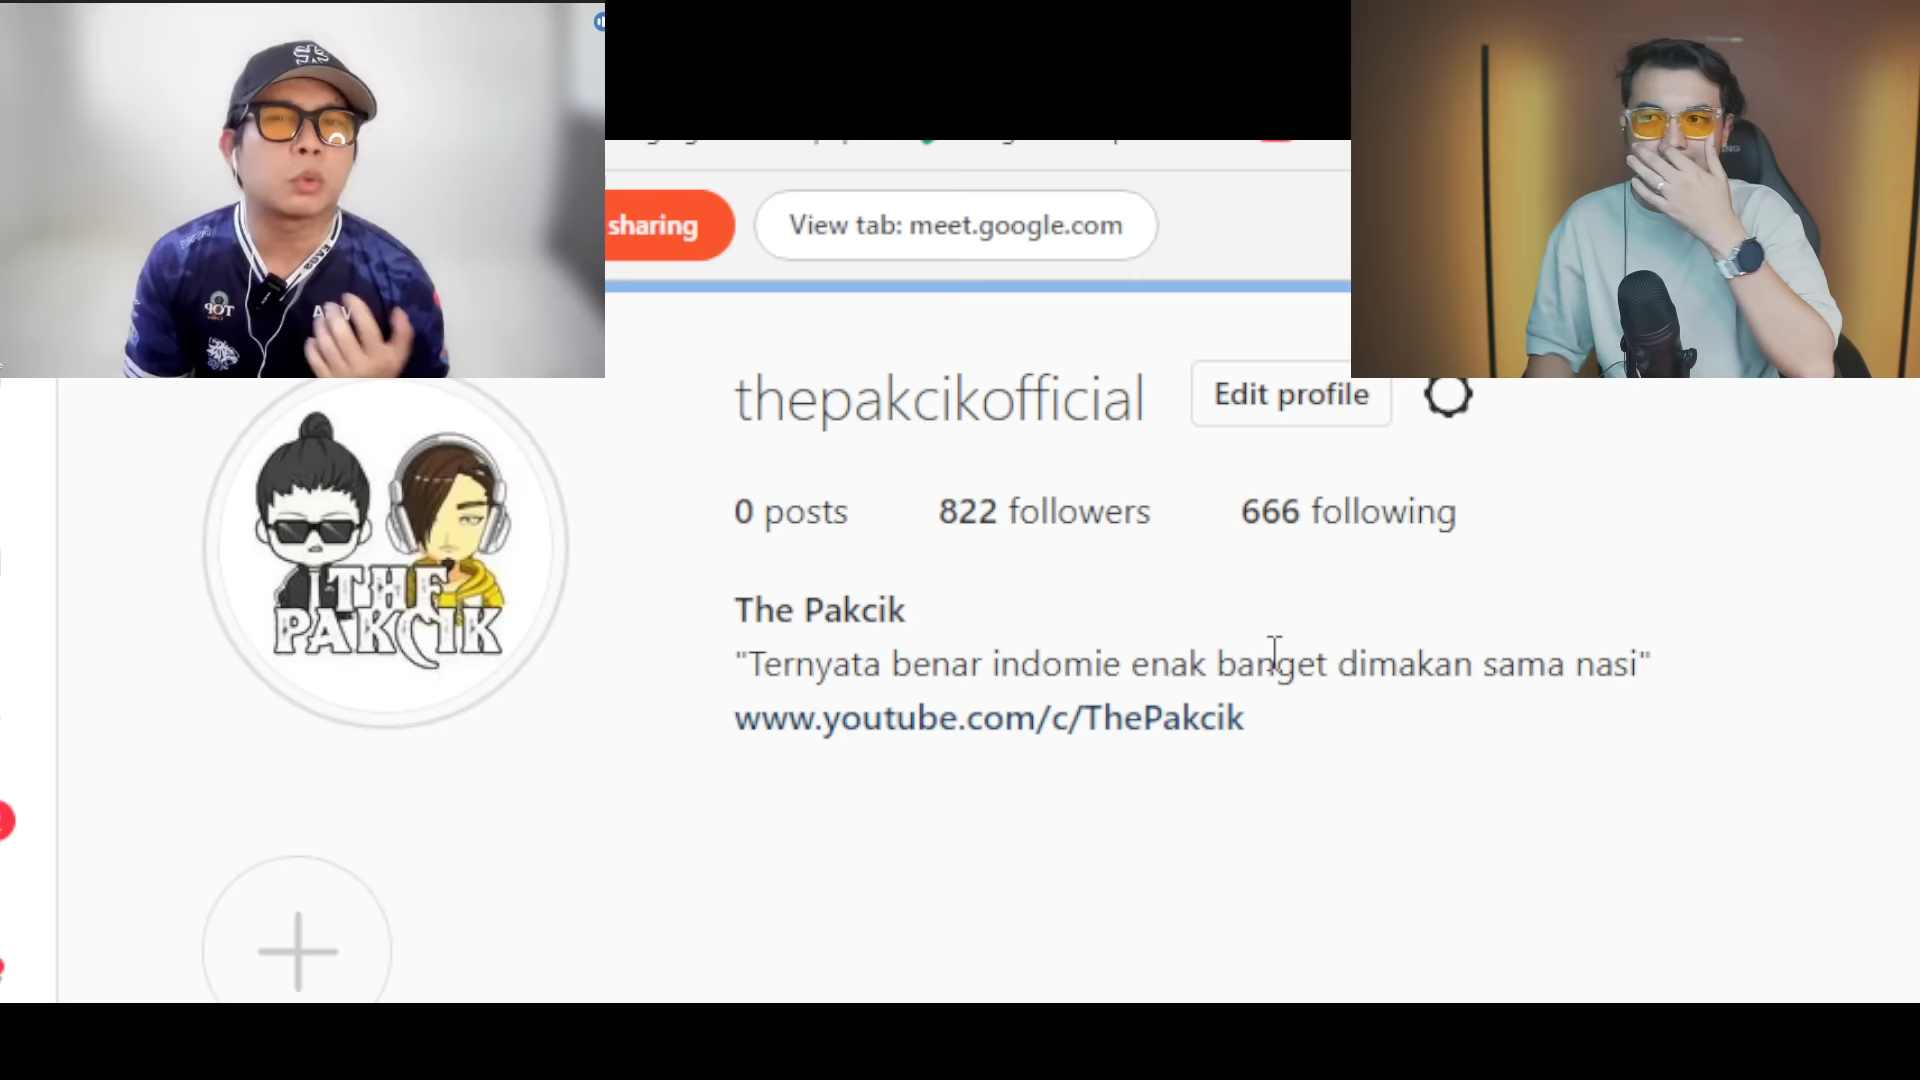 sharing
View tab: meet.google.com
thepakcikofficial
Edit profile
0 posts 822 followers 666 following
THE
PAKCIK
The Pakcik
"Ternyata benar indomie enak banget dimakan sama nasi"
www.youtube.com/c/ThePakcik